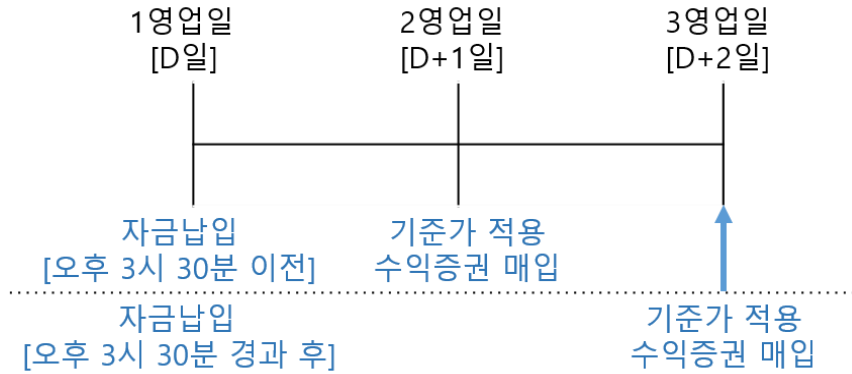 1영업일
[D일]
2영업일
[D+1일]
3영업일
[D+2일]
자금납입
[오후 3시 30분 이전]
기준가 적용
수익증권 매입
자금납입
[오후 3시 30분 경과 후]
기준가 적용
수익증권 매입